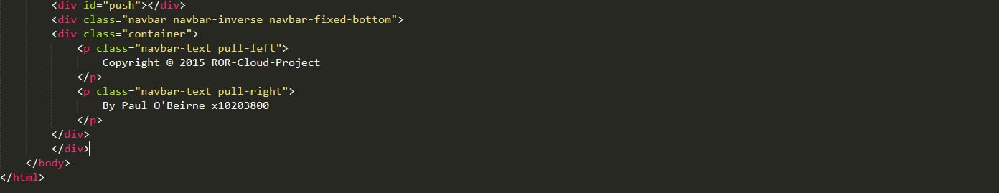 <div id="push"></div>
<div class="navbar navbar-inverse navbar-fixed-bottom">
<div class="container">
<p class="navbar-text pull-left">
Copyright © 2015 ROR-Cloud-Project
</p>
<p class="navbar-text pull-right">
By Paul O'Beirne x10203800
</p>
</div>
</div>
</body>
</html>